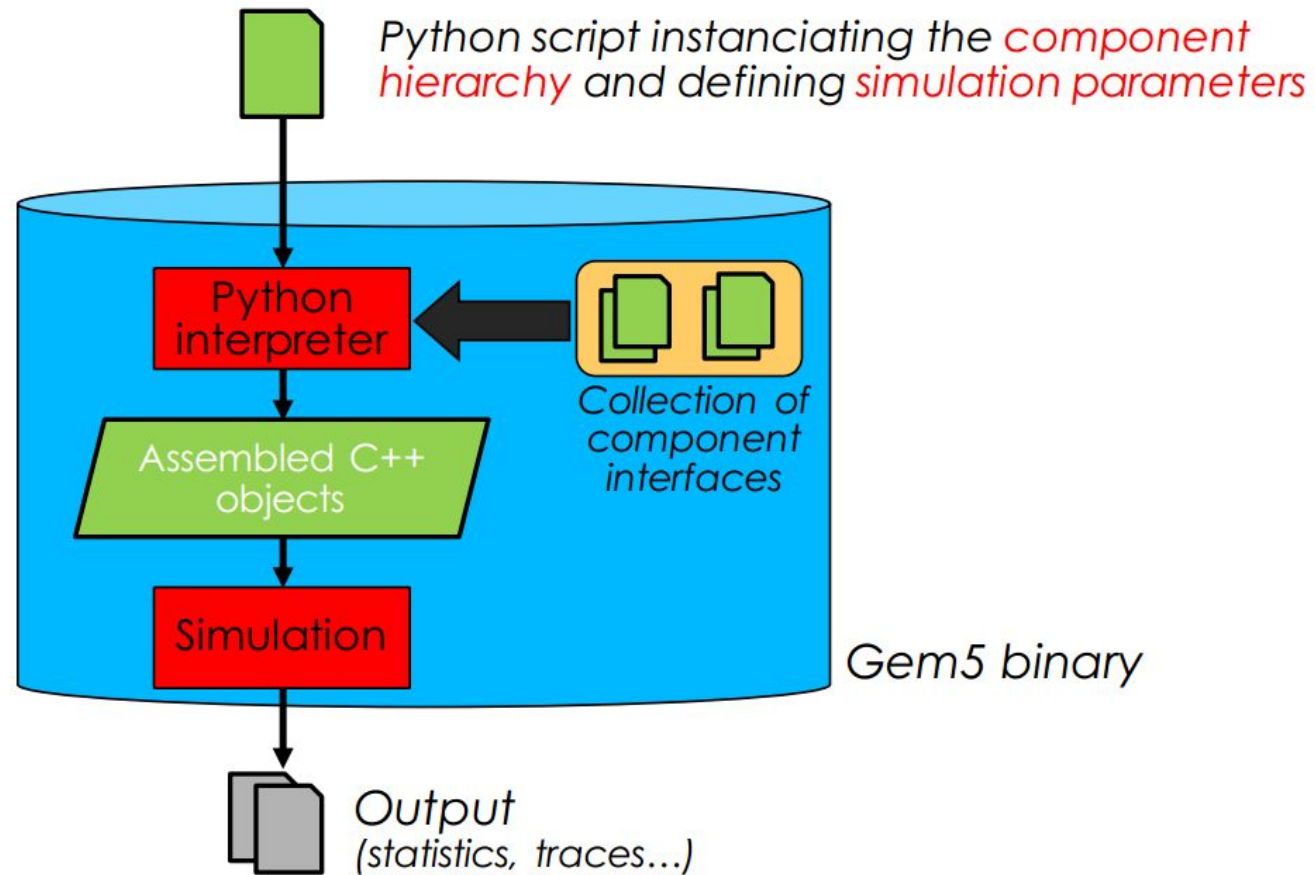 Python script instanciating the component
hierarchy and defining simulation parameters
Python
interpreter
Collection of
component
interfaces
Assembled C++
objects
Simulation
Gem5 binary
Output
(statistics, traces…)